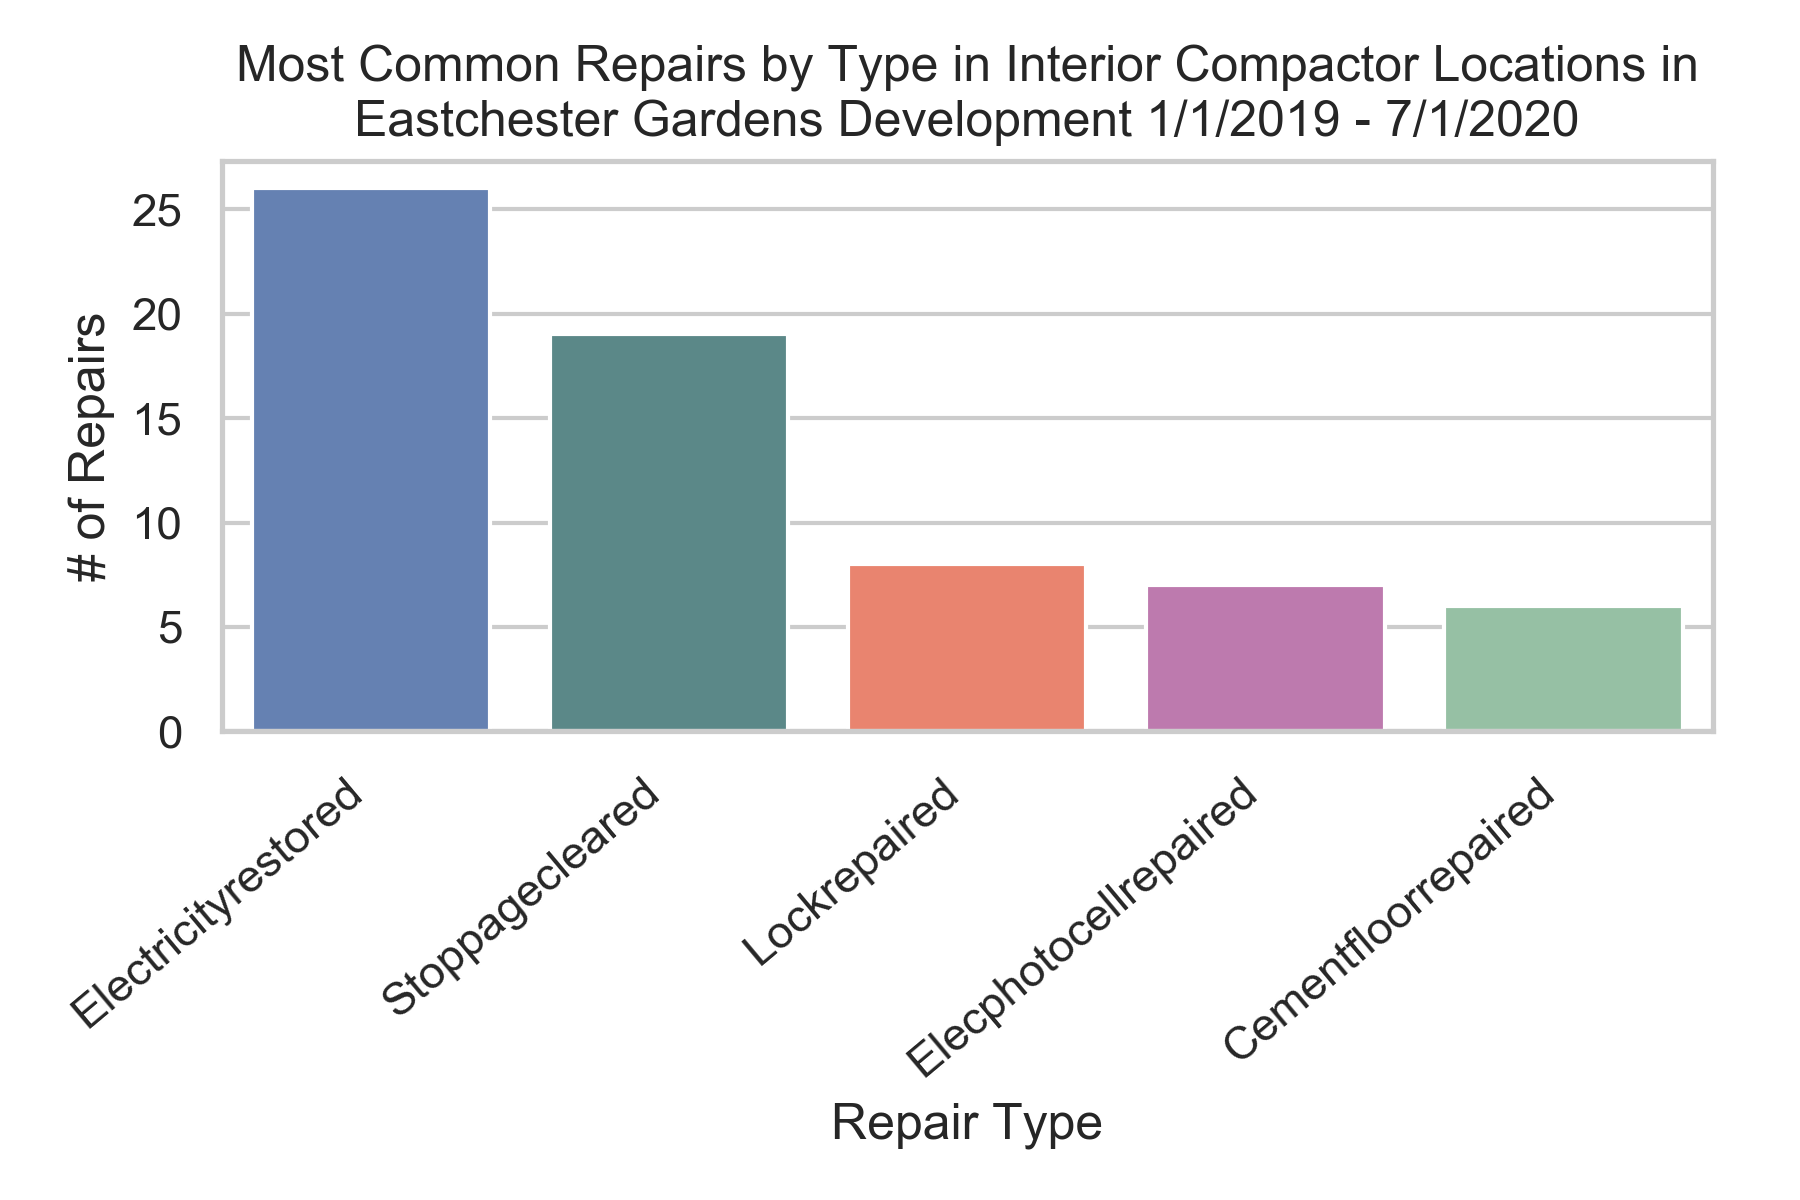 Most Common Repairs by Type in Interior Compactor Locations in
Eastchester Gardens Development 1/1/2019 - 7/1/2020
# of Repairs
25
20
15
10
5
0
Electricityrestored
Stoppagecleared
Lockrepaired
Elecphotocellrepaired
Cementfloorrepaired
Repair Type